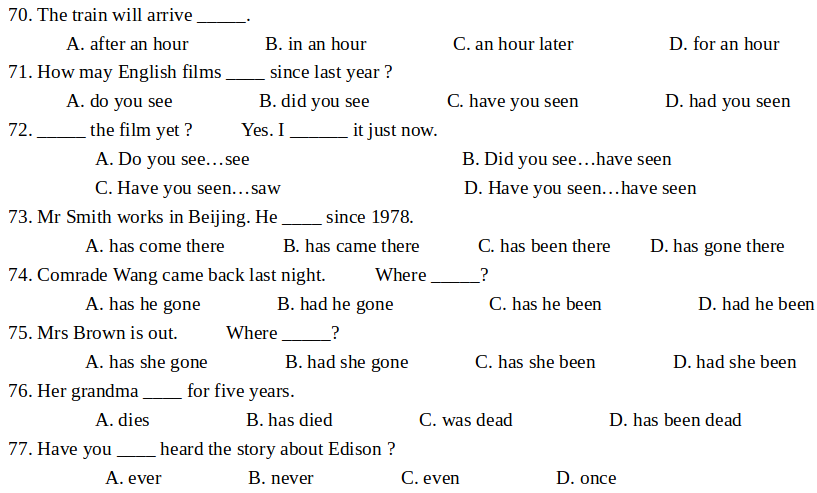 70. The train will arrive _____.
A. after an hour B. in an hour C. an hour later D. for an hour
71. How may English films ____ since last year ?
A. do you see B. did you see C. have you seen D. had you seen
72. _____ the film yet ? Yes. I ______ it just now.
A. Do you see…see B. Did you see…have seen
C. Have you seen…saw D. Have you seen…have seen
73. Mr Smith works in Beijing. He ____ since 1978.
A. has come there B. has came there C. has been there D. has gone there
74. Comrade Wang came back last night. Where _____?
A. has he gone B. had he gone C. has he been D. had he been
75. Mrs Brown is out. Where _____?
A. has she gone B. had she gone C. has she been D. had she been
76. Her grandma ____ for five years.
A. dies B. has died C. was dead D. has been dead
77. Have you ____ heard the story about Edison ?
A. ever B. never C. even D. once